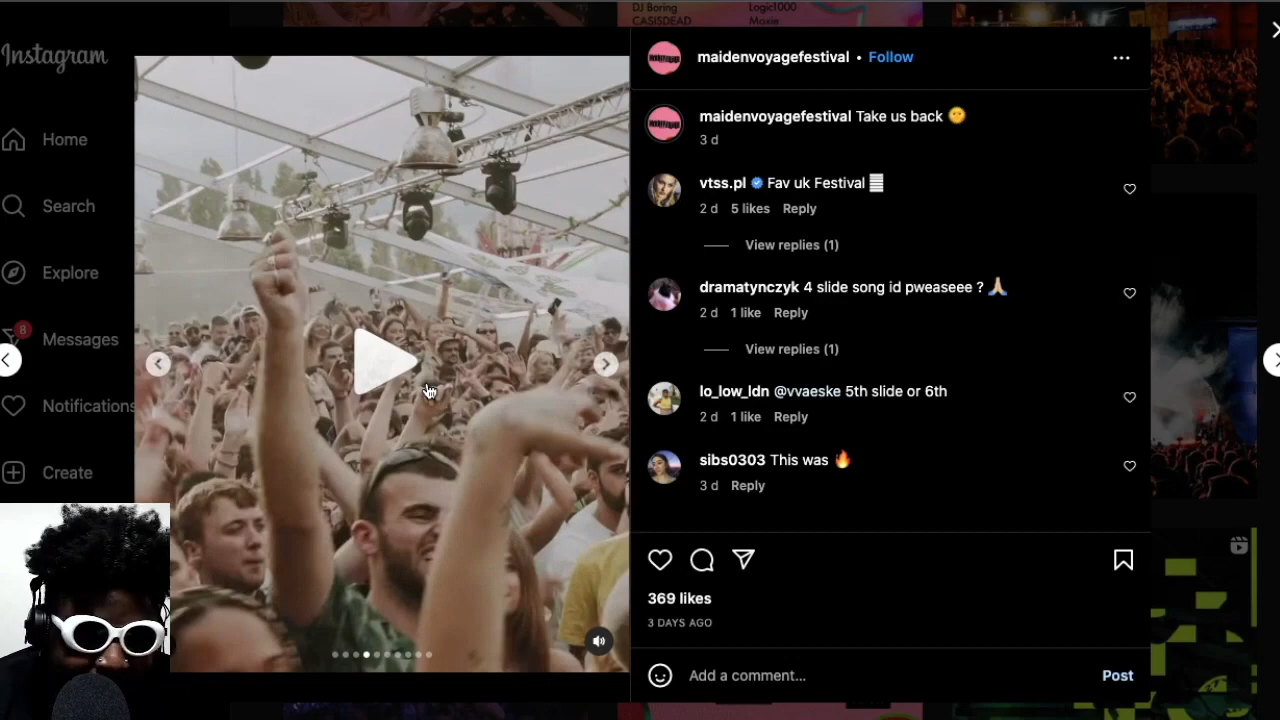 DJ Boring Logic1000
CASISDEAD Moxie
Instagram
Home
Search
Explore
8
Messages
Notifications
Create
maidenvoyagefestival • Follow
maidenvoyagefestival Take us back 🌞
3 d
vtss.pl Fav uk Festival
2 d 5 likes Reply
View replies (1)
dramatynczyk 4 slide song id pweaseee ? 🙏🏼
2 d 1 like Reply
View replies (1)
lo_low_ldn @vvaeske 5th slide or 6th
2 d 1 like Reply
sibs0303 This was 🔥
3 d Reply
369 likes
3 DAYS AGO
Add a comment...
Post